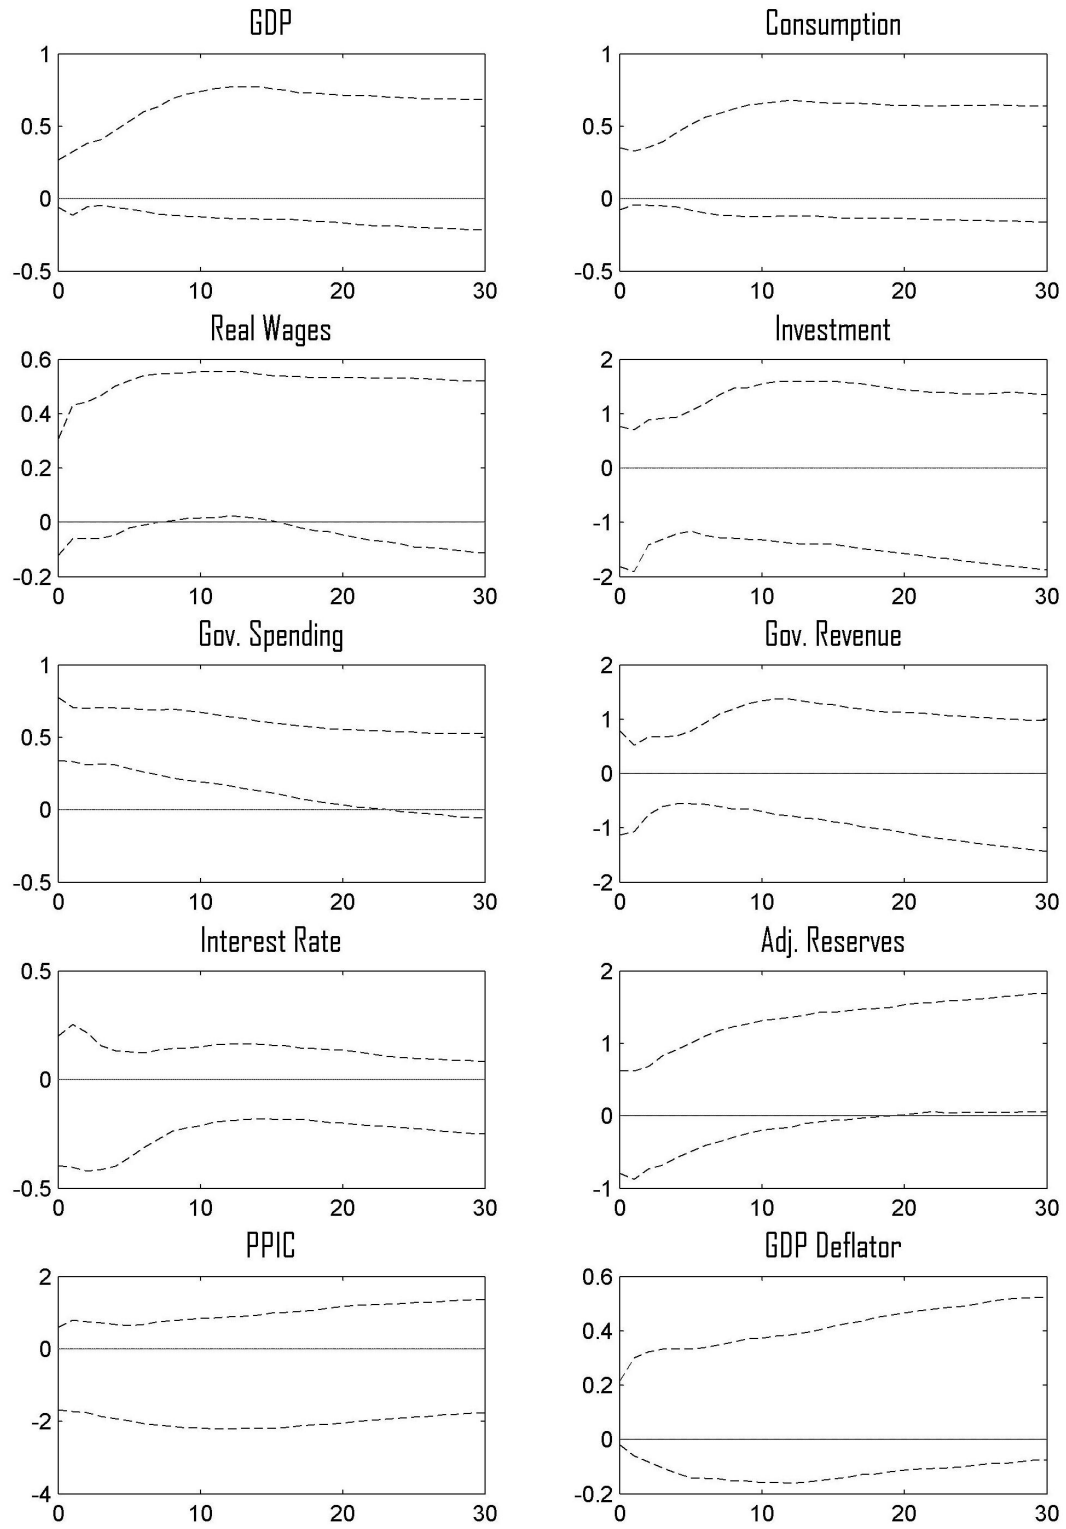 GDP
1
0.5
0
-0.5
0 10 20 30
Consumption
1
0.5
0
-0.5
0 10 20 30
Real Wages
0.6
0.4
0.2
0
-0.2
0 10 20 30
Investment
2
1
0
-1
-2
0 10 20 30
Gov. Spending
1
0.5
0
-0.5
0 10 20 30
Gov. Revenue
2
1
0
-1
-2
0 10 20 30
Interest Rate
0.5
0
-0.5
0 10 20 30
Adj. Reserves
2
1
0
-1
0 10 20 30
PPIC
2
0
-2
-4
0 10 20 30
GDP Deflator
0.6
0.4
0.2
0
-0.2
0 10 20 30